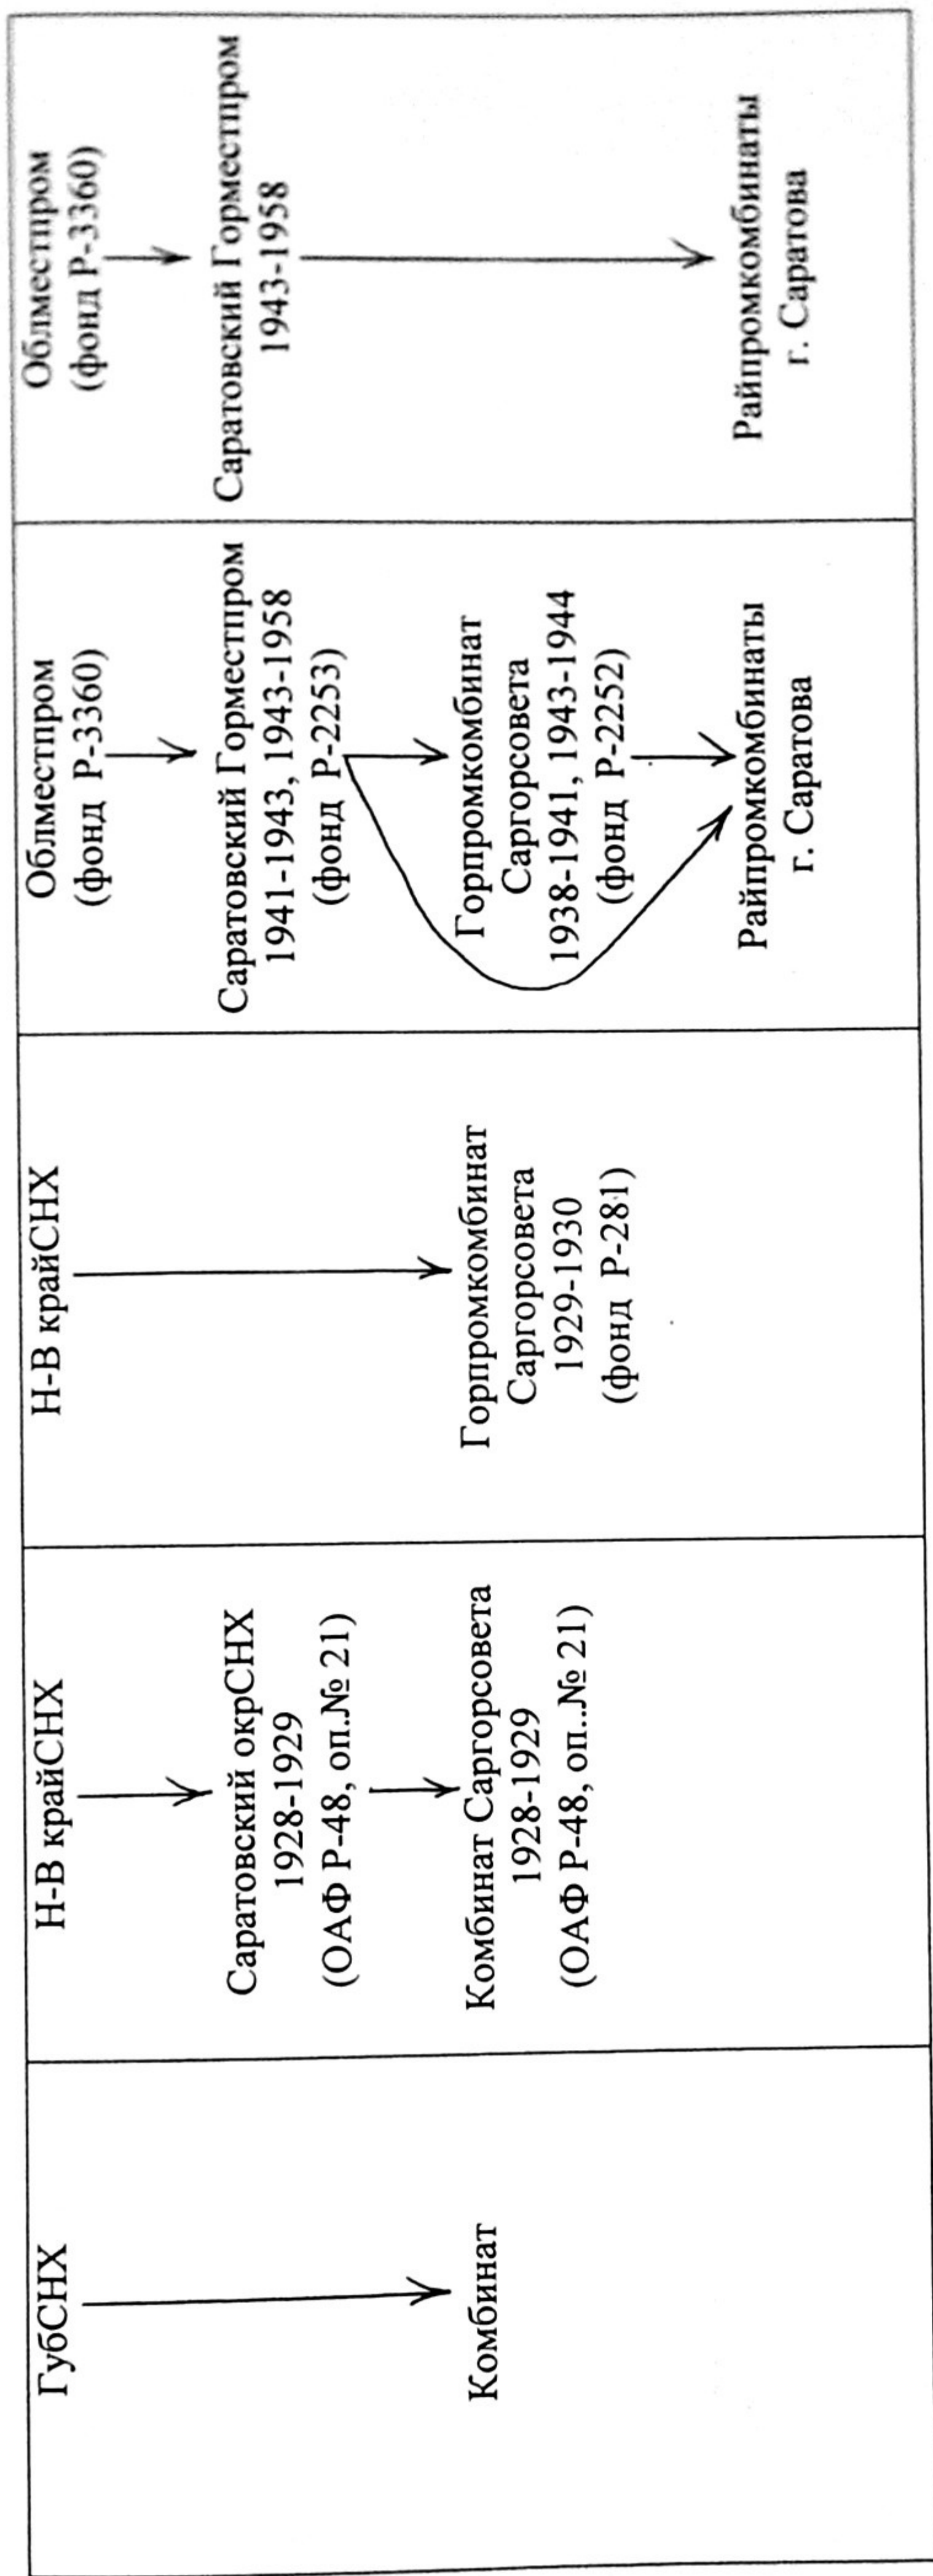 ГубСНХ
Комбинат
Н-В крайСНХ
Саратовский окрСНХ
1928-1929
(ОАФ Р-48, оп.№ 21)
Комбинат Саргорсовета
1928-1929
(ОАФ Р-48, оп..№ 21)
Н-В крайСНХ
Горпромкомбинат
Саргорсовета
1929-1930
(фонд Р-281)
Облместпром
(фонд Р-3360)
Саратовский Горместпром
1941-1943, 1943-1958
(фонд Р-2253)
Горпромкомбинат
Саргорсовета
1938-1941, 1943-1944
(фонд Р-2252)
Райпромкомбинаты
г. Саратова
Облместпром
(фонд Р-3360)
Саратовский Горместпром
1943-1958
Райпромкомбинаты
г. Саратова